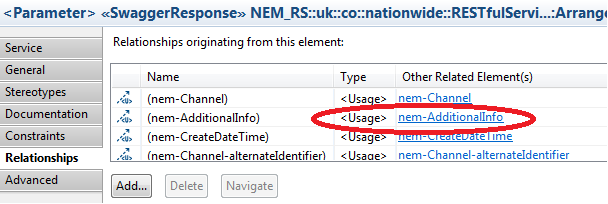 <Parameter> «SwaggerResponse» NEM_RS::uk::co::nationwide::RESTfulServi...:Arrange
Service
General
Stereotypes
Documentation
Constraints
Relationships
Advanced
Relationships originating from this element:
Name Type Other Related Element(s)
(nem-Channel) <Usage> nem-Channel
(nem-AdditionalInfo) <Usage> nem-AdditionalInfo
(nem-CreateDateTime) <Usage> nem-CreateDateTime
(nem-Channel-alternateIdentifier) <Usage> nem-Channel-alternateIdentifier
Add... Delete Navigate